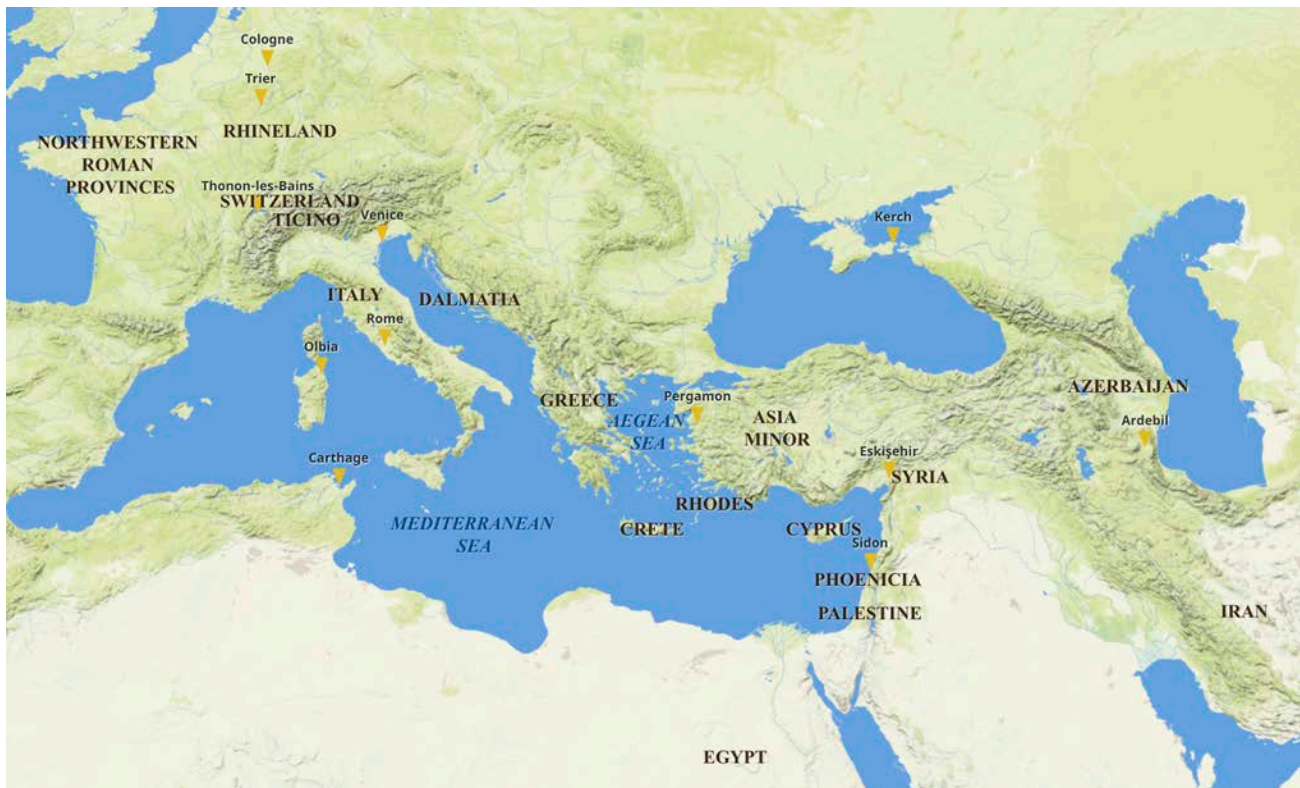 Cologne
Trier
RHINELAND
NORTHWESTERN
ROMAN
PROVINCES
Thonon-les-Bains
SWITZERLAND
TICINO
Venice
Kerch
ITALY
DALMATIA
Rome
Olbia
AZERBAIJAN
GREECE
Pergamon
AEGEAN
SEA
ASIA
MINOR
Ardebil
Carthage
Eskişehir
SYRIA
RHODES
MEDITERRANEAN
SEA
CRETE
CYPRUS
Sidon
PHOENICIA
PALESTINE
IRAN
EGYPT